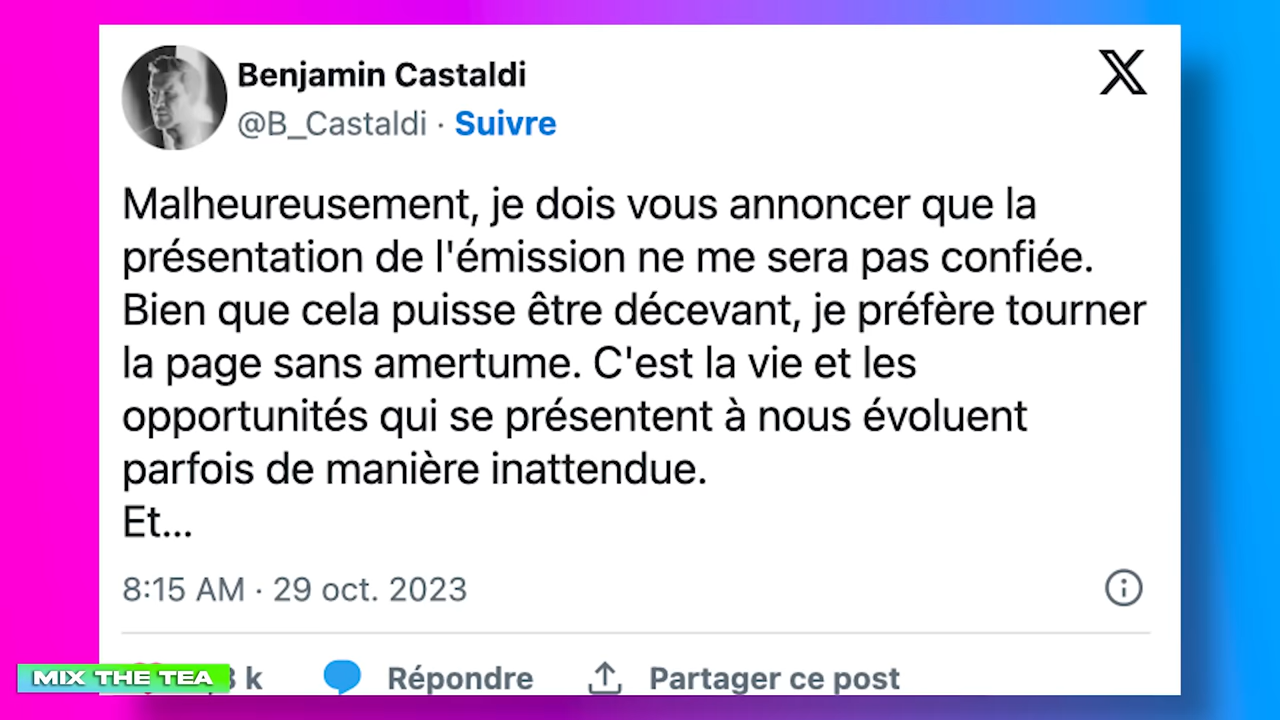 Benjamin Castaldi
@B_Castaldi · Suivre
Malheureusement, je dois vous annoncer que la
présentation de l'émission ne me sera pas confiée.
Bien que cela puisse être décevant, je préfère tourner
la page sans amertume. C'est la vie et les
opportunités qui se présentent à nous évoluent
parfois de manière inattendue.
Et...
8:15 AM · 29 oct. 2023
MIX THE TEA
k Répondre Partager ce post